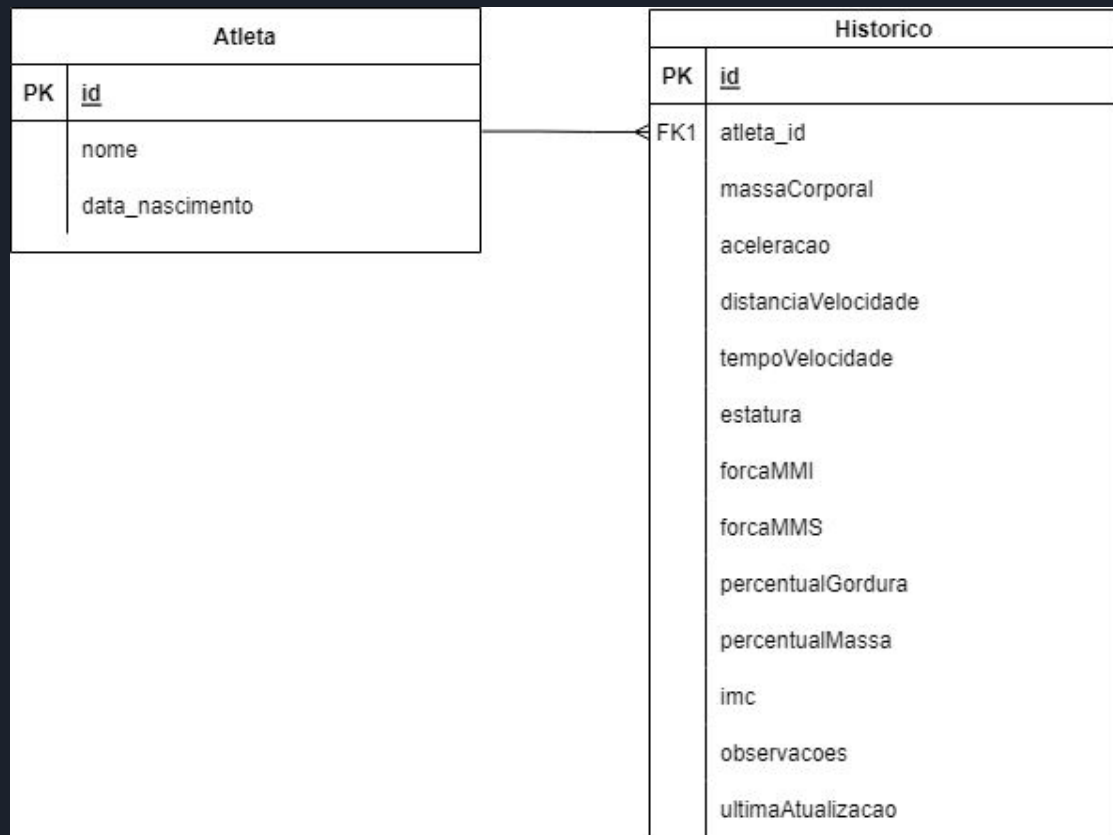 Atleta
PK id
nome
data_nascimento
Historico
PK id
FK1 atleta_id
massaCorporal
aceleracao
distanciaVelocidade
tempoVelocidade
estatura
forcaMMI
forcaMMS
percentualGordura
percentualMassa
imc
observacoes
ultimaAtualizacao